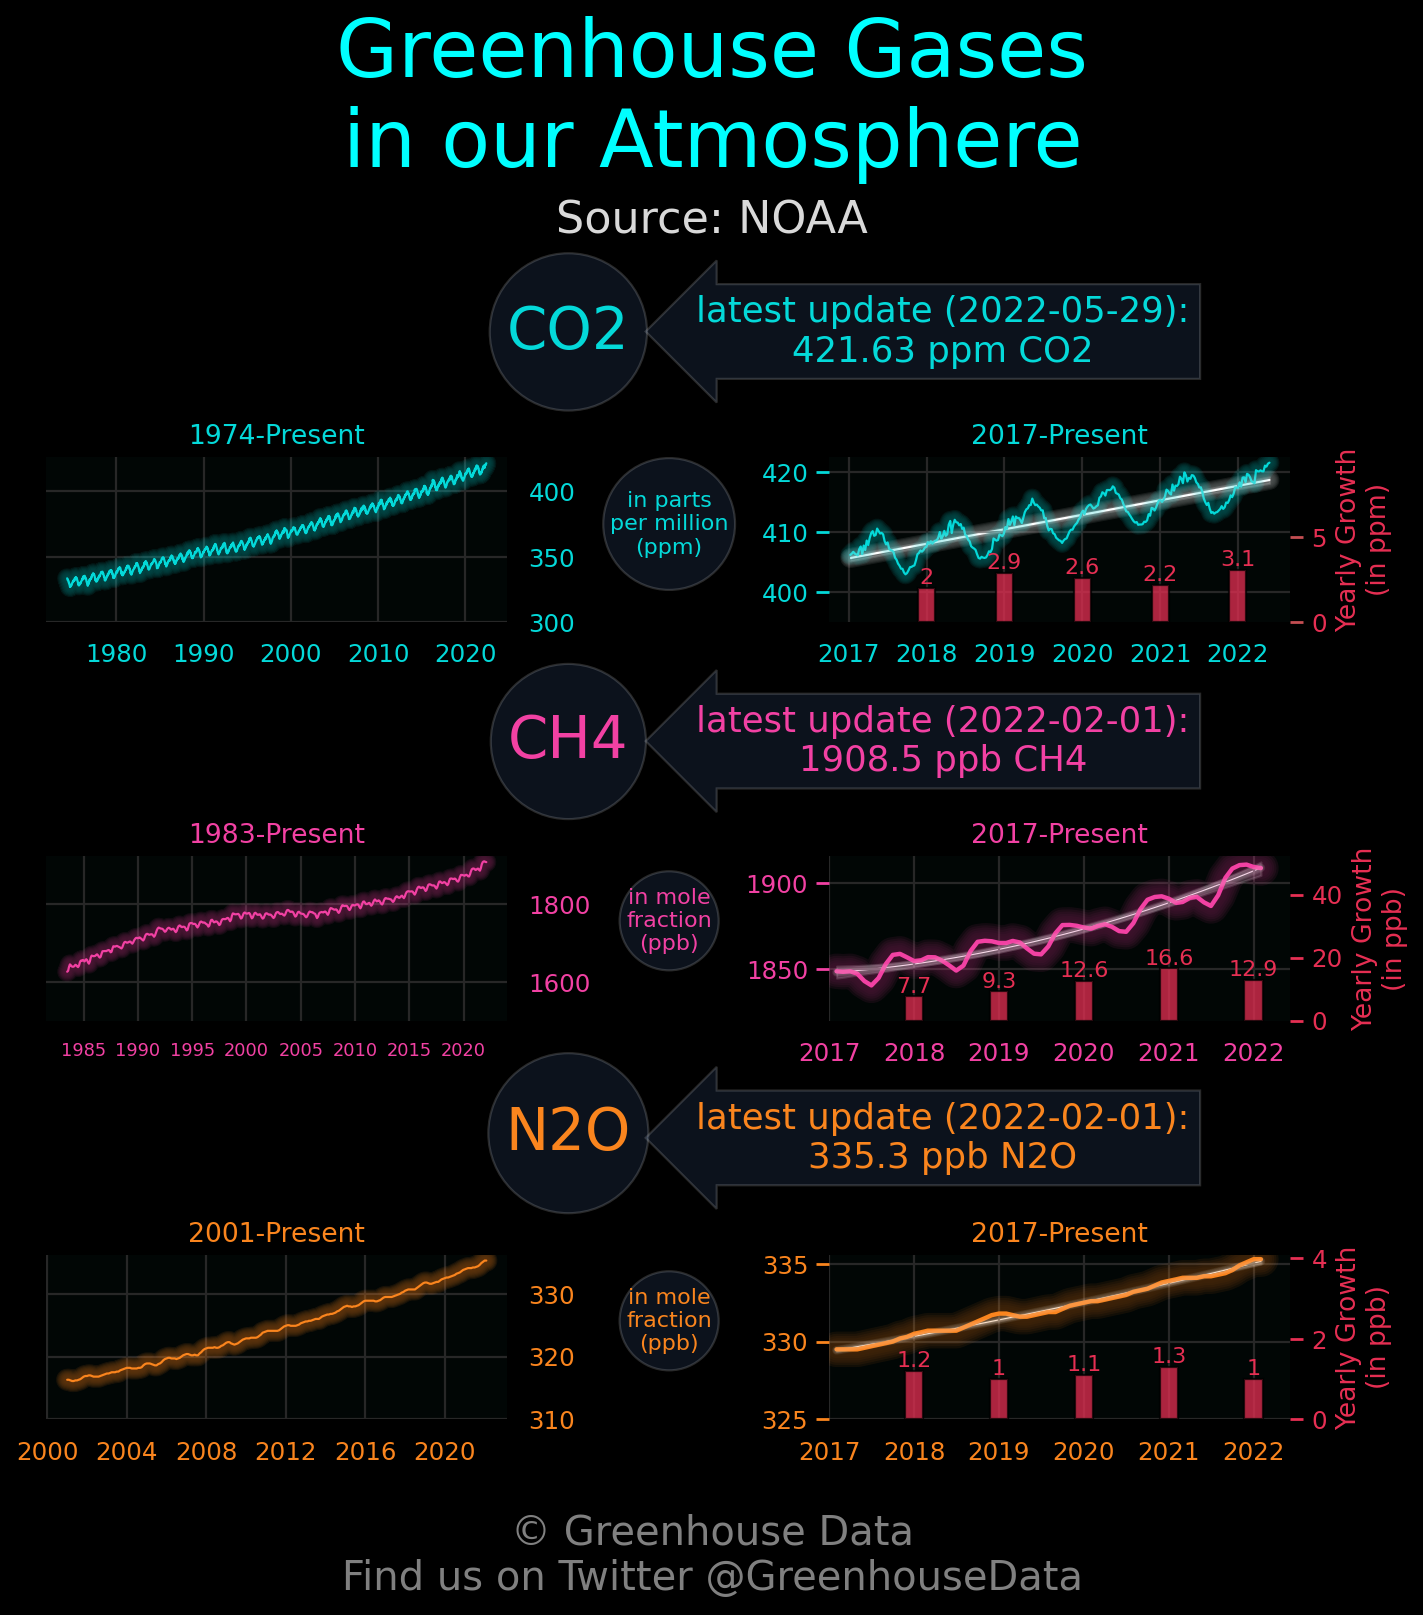 Greenhouse Gases
in our Atmosphere
Source: NOAA
CO2
latest update (2022-05-29):
421.63 ppm CO2
1974-Present
400
350
300
1980 1990 2000 2010 2020
in parts
per million
(ppm)
2017-Present
420
410
400
2 2.9 2.6 2.2 3.1
5
0
Yearly Growth
(in ppm)
2017 2018 2019 2020 2021 2022
CH4
latest update (2022-02-01):
1908.5 ppb CH4
1983-Present
1800
1600
1985 1990 1995 2000 2005 2010 2015 2020
in mole
fraction
(ppb)
2017-Present
1900
1850
7.7 9.3 12.6 16.6 12.9
40
20
0
Yearly Growth
(in ppb)
2017 2018 2019 2020 2021 2022
N2O
latest update (2022-02-01):
335.3 ppb N2O
2001-Present
330
320
310
2000 2004 2008 2012 2016 2020
in mole
fraction
(ppb)
2017-Present
335
330
325
1.2 1 1.1 1.3 1
4
2
0
Yearly Growth
(in ppb)
2017 2018 2019 2020 2021 2022
© Greenhouse Data
Find us on Twitter @GreenhouseData